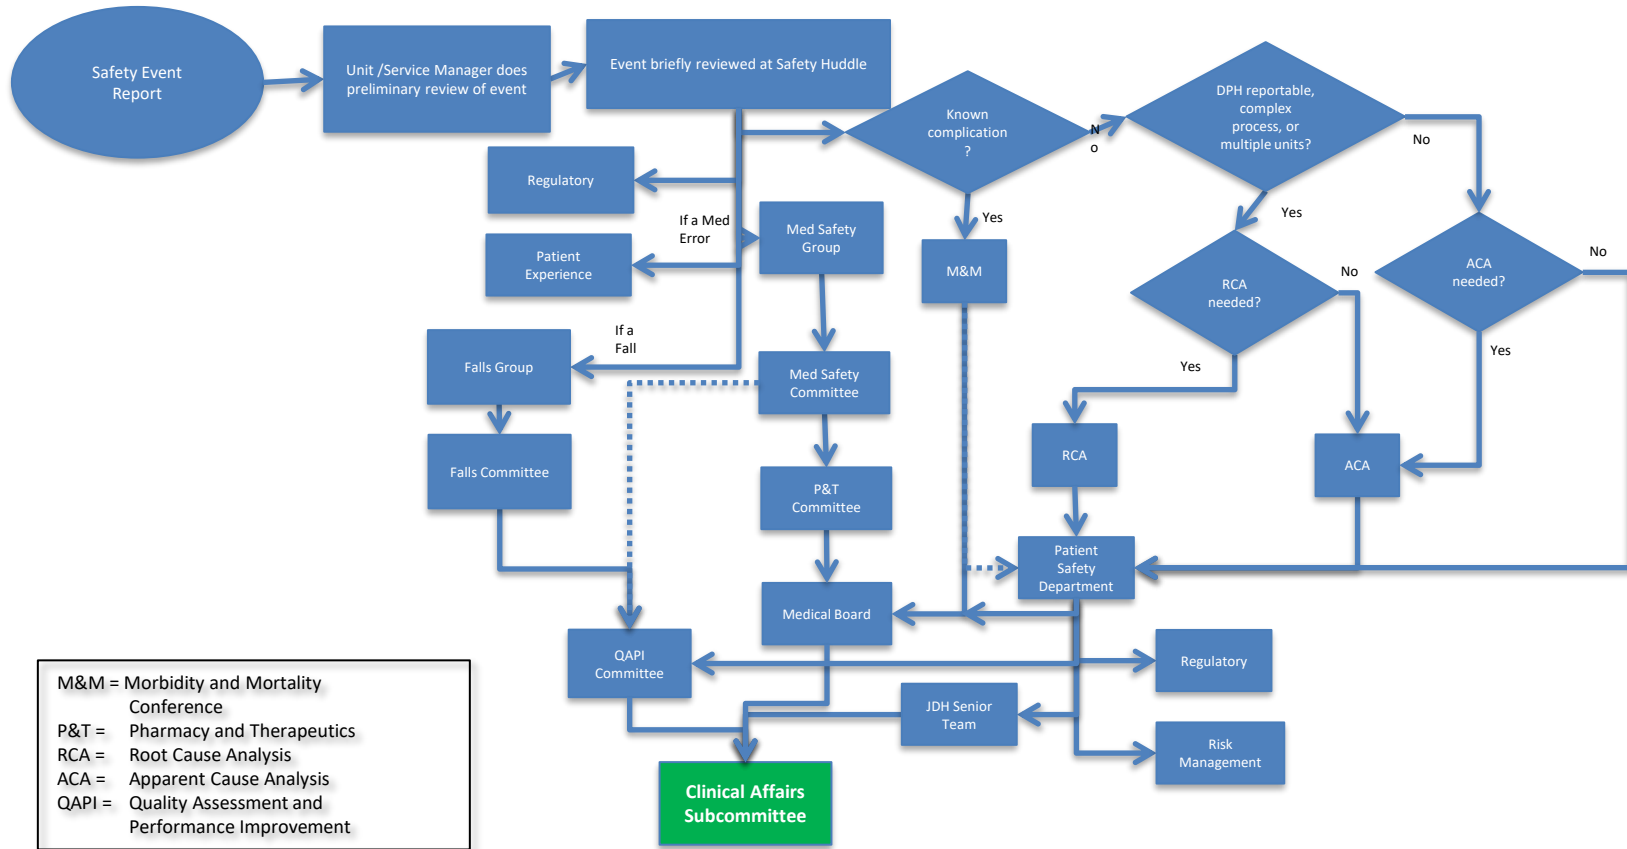 Safety Event
Report
Unit /Service Manager does
preliminary review of event
Event briefly reviewed at Safety Huddle
Known
complication
?
N
o
DPH reportable,
complex
process, or
multiple units?
No
Regulatory
If a Med
Error
Med Safety
Group
Yes
Yes
Patient
Experience
M&M
RCA
needed?
No
ACA
needed?
No
If a
Fall
Falls Group
Med Safety
Committee
Yes
Yes
Falls Committee
RCA
ACA
P&T
Committee
Patient
Safety
Department
Medical Board
QAPI
Committee
Regulatory
JDH Senior
Team
Risk
Management
Clinical Affairs
Subcommittee
M&M = Morbidity and Mortality
Conference
P&T = Pharmacy and Therapeutics
RCA = Root Cause Analysis
ACA = Apparent Cause Analysis
QAPI = Quality Assessment and
Performance Improvement